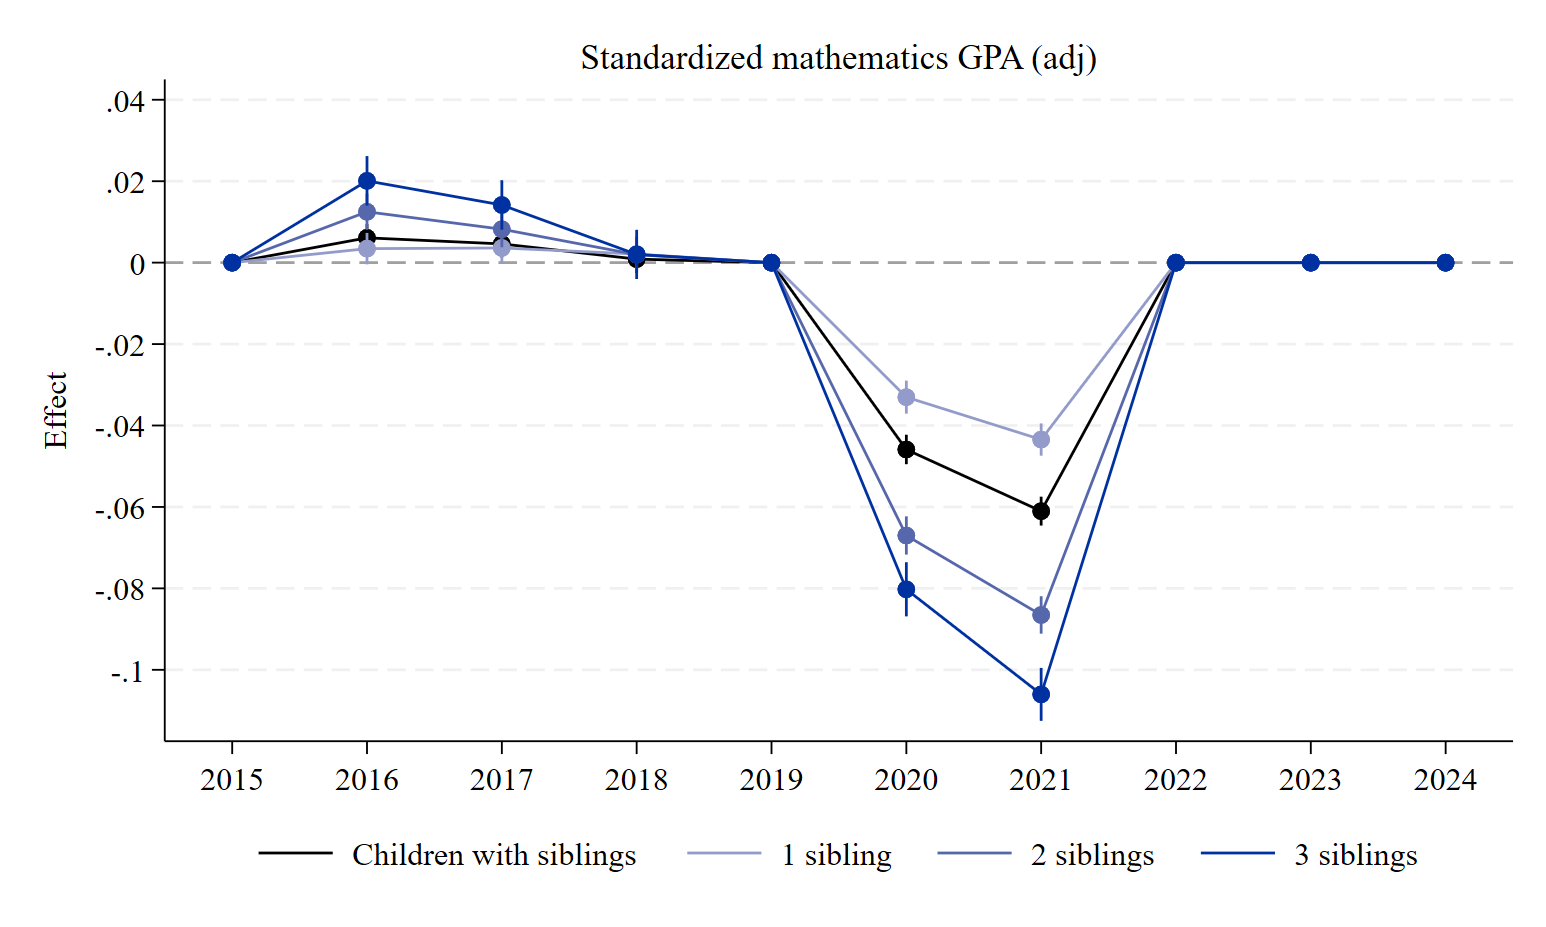 Standardized mathematics GPA (adj)
.04
.02
0
-.02
-.04
-.06
-.08
-.1
Effect
2015 2016 2017 2018 2019 2020 2021 2022 2023 2024
Children with siblings 1 sibling 2 siblings 3 siblings